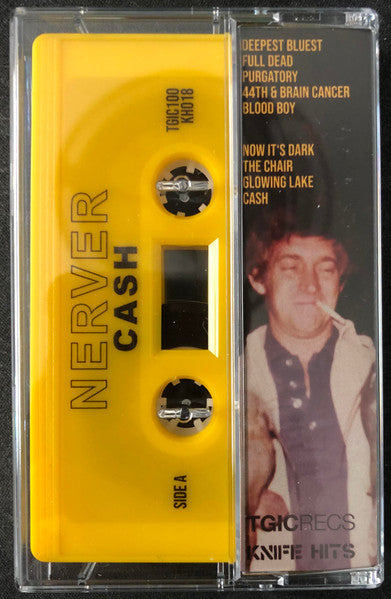 NERVER
CASH
TGIC100
KH018
SIDE A
DEEPEST BLUEST
FULL DEAD
PURGATORY
44TH & BRAIN CANCER
BLOOD BOY
NOW IT'S DARK
THE CHAIR
GLOWING LAKE
CASH
TGICRECS
KNIFE HITS